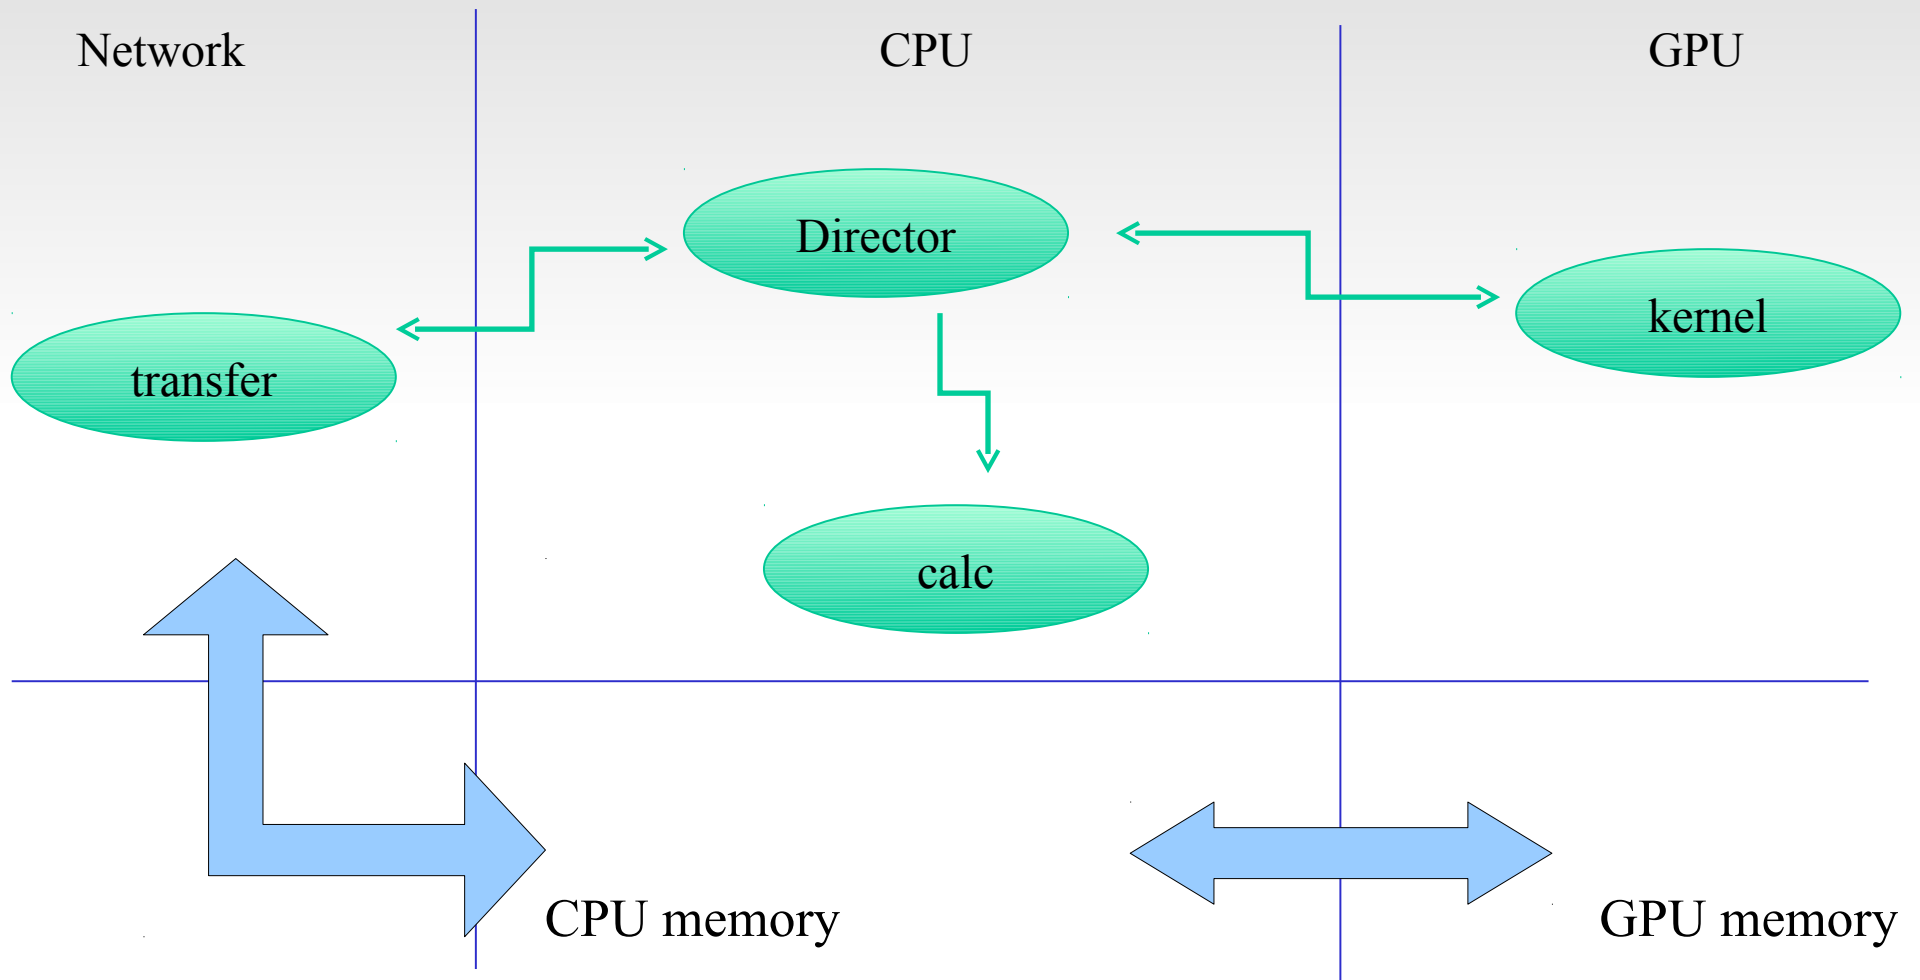 Network
CPU
GPU
Director
kernel
transfer
calc
CPU memory
GPU memory